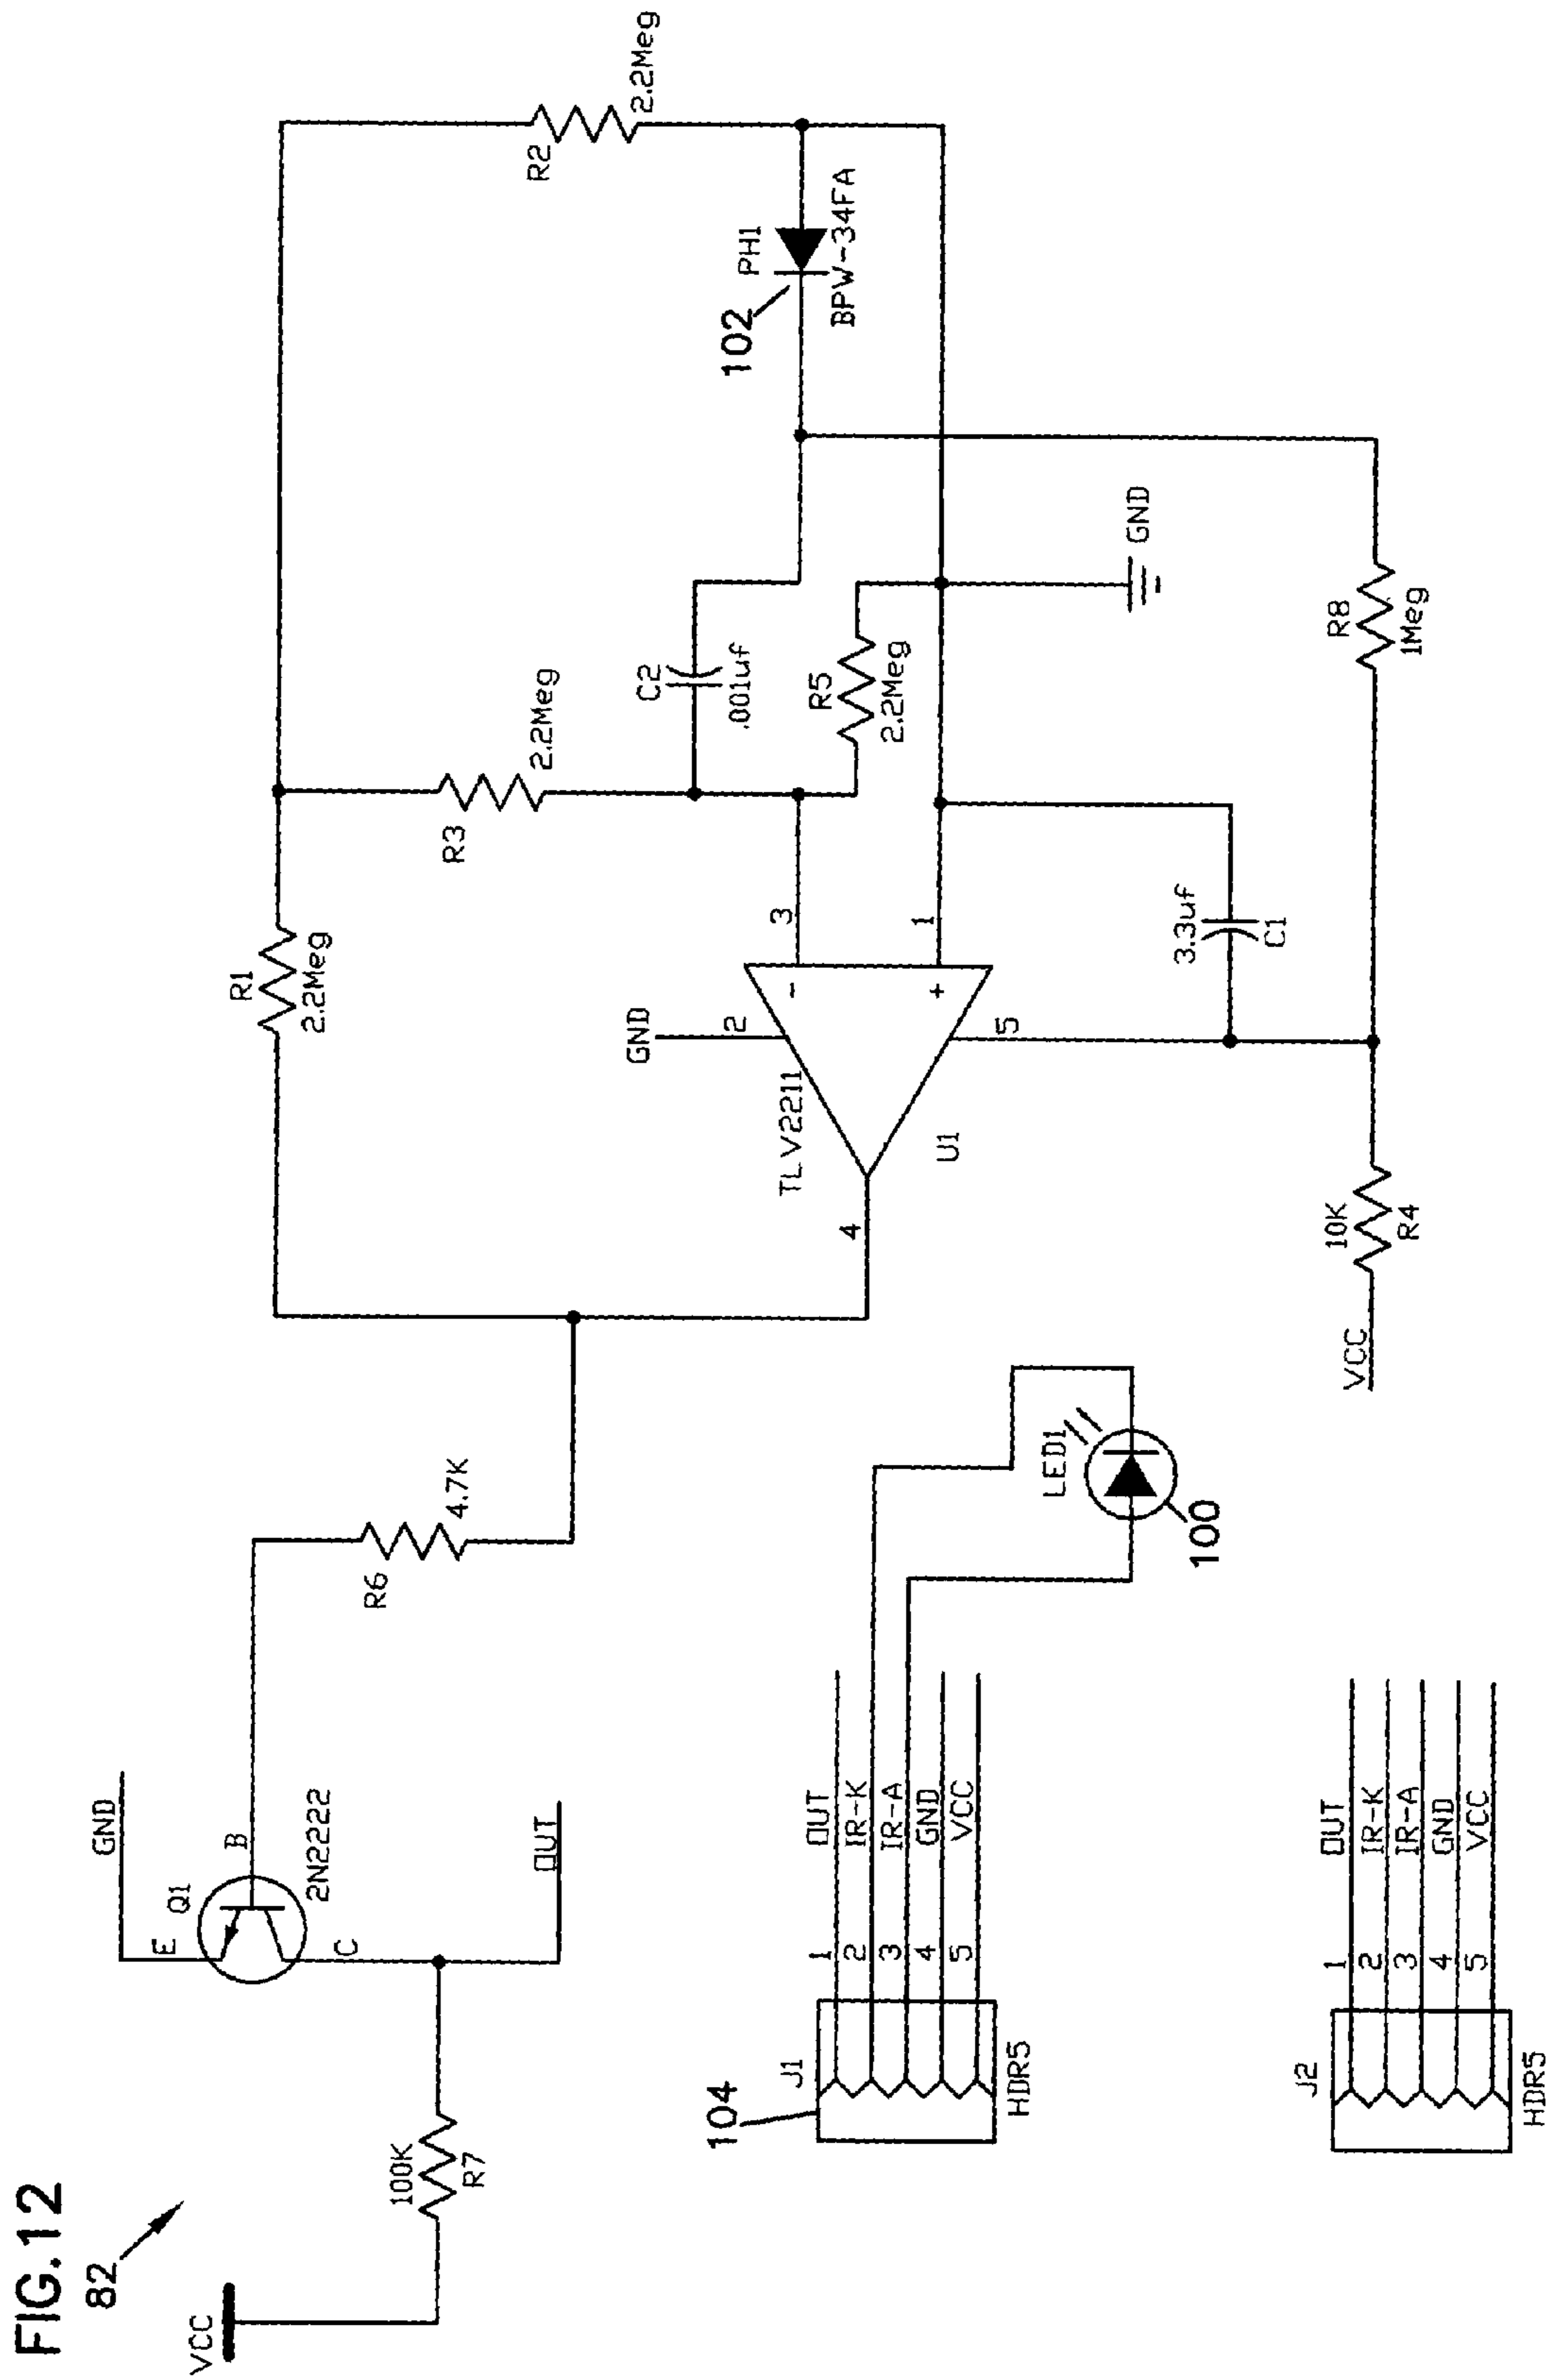 FIG.12
82
VCC
100K
R7
GND
E
Q1
B
2N2222
C
OUT
R6
4.7K
R1
2.2Meg
R3
2.2Meg
R2
2.2Meg
C2
.001uf
R5
2.2Meg
102
PH1
BPW-34FA
GND
2
TLV2211
3
-
1
+
4
5
U1
3.3uf
C1
GND
R8
1Meg
10K
R4
VCC
104
J1
HDR5
1
OUT
2
IR-K
3
IR-A
4
GND
5
VCC
LED1
100
J2
HDR5
1
OUT
2
IR-K
3
IR-A
4
GND
5
VCC